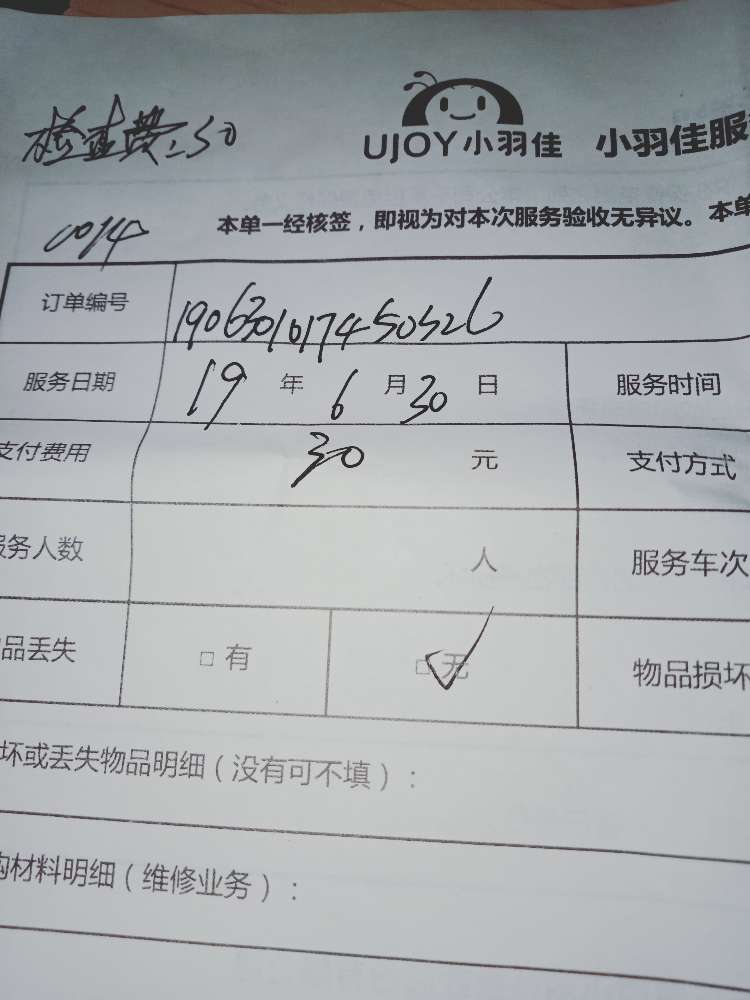 检查费:50
UJOY小羽佳 小羽佳服
0014
本单一经核签，即视为对本次服务验收无异议。本单
订单编号 1906301017450526
服务日期 19 年 6 月 30 日 服务时间
支付费用 30 元 支付方式
服务人数 人 服务车次
品丢失 □ 有 □ 无 物品损坏
坏或丢失物品明细（没有可不填）：
购材料明细（维修业务）：